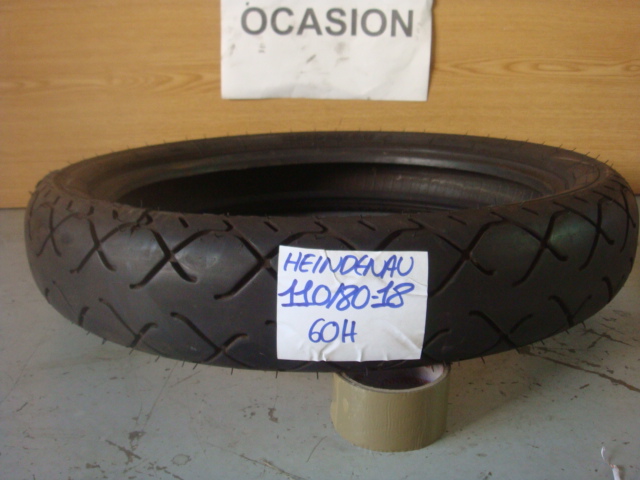 OCASION
HEINDENAU
110/80-18
60H